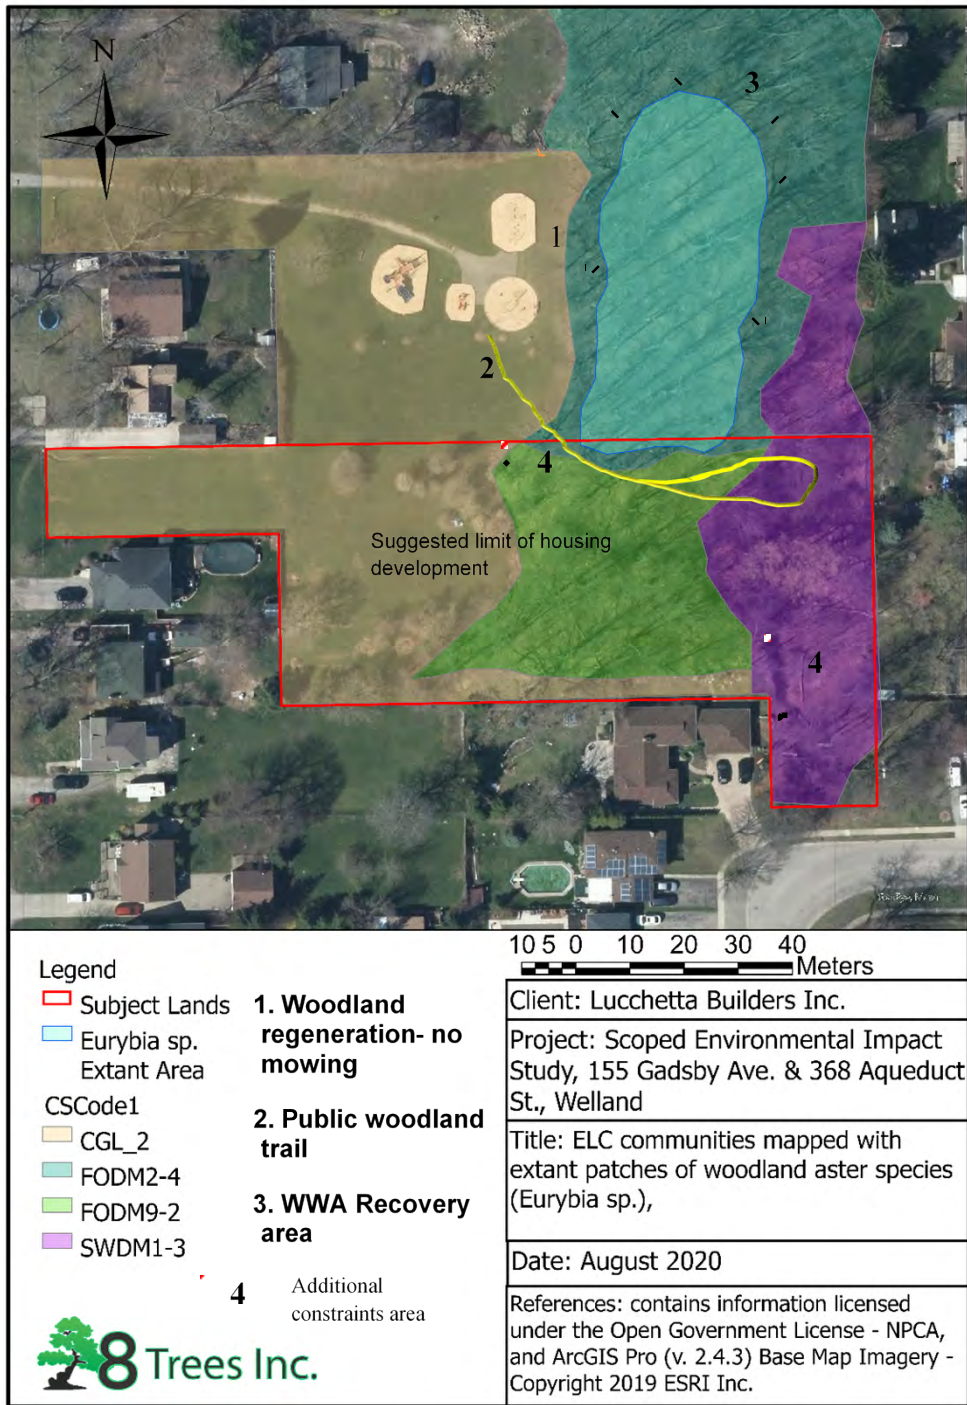 N
3
1
2
4
Suggested limit of housing
development
4
Legend
Subject Lands
Eurybia sp.
Extant Area
CSCode1
CGL_2
FODM2-4
FODM9-2
SWDM1-3
1. Woodland
regeneration- no
mowing
2. Public woodland
trail
3. WWA Recovery
area
4 Additional
constraints area
8 Trees Inc.
10 5 0 10 20 30 40
Meters
Client: Lucchetta Builders Inc.
Project: Scoped Environmental Impact
Study, 155 Gadsby Ave. & 368 Aqueduct
St., Welland
Title: ELC communities mapped with
extant patches of woodland aster species
(Eurybia sp.),
Date: August 2020
References: contains information licensed
under the Open Government License - NPCA,
and ArcGIS Pro (v. 2.4.3) Base Map Imagery -
Copyright 2019 ESRI Inc.